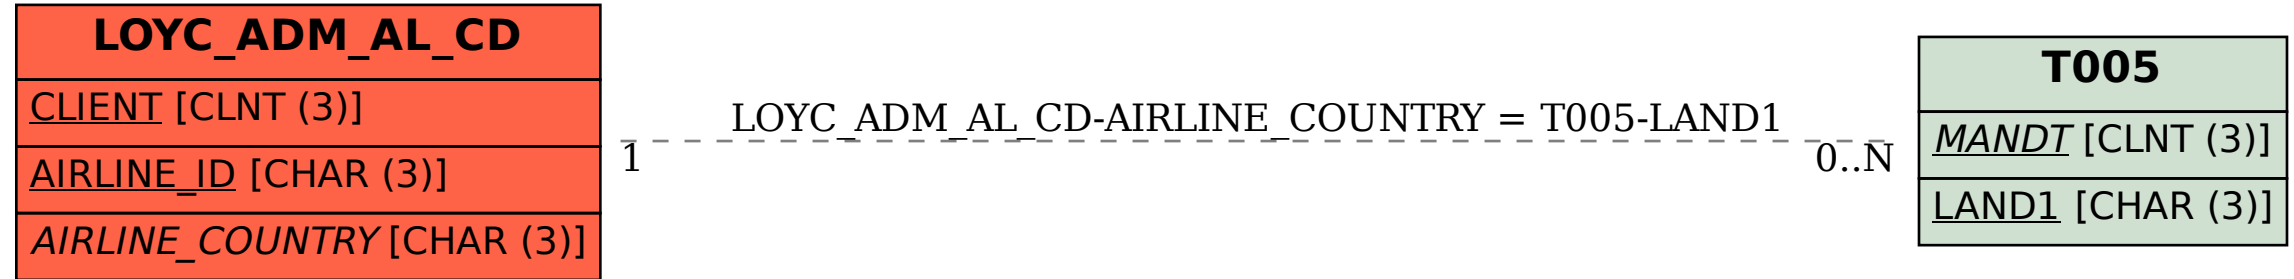 LOYC_ADM_AL_CD
CLIENT [CLNT (3)]
AIRLINE_ID [CHAR (3)]
AIRLINE_COUNTRY [CHAR (3)]
LOYC_ADM_AL_CD-AIRLINE_COUNTRY = T005-LAND1
1
0..N
T005
MANDT [CLNT (3)]
LAND1 [CHAR (3)]